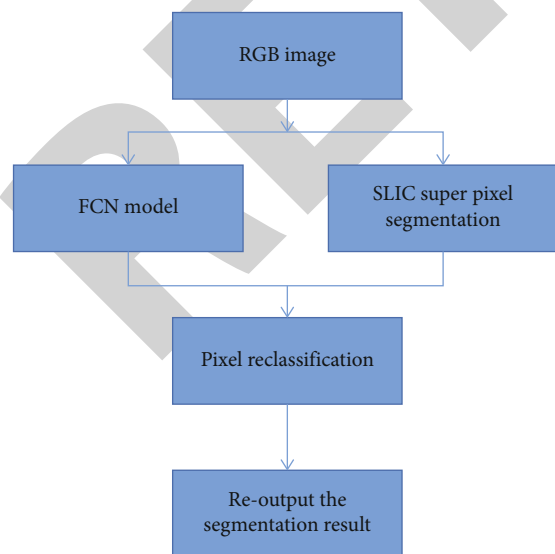 RGB image
FCN model
SLIC super pixel
segmentation
Pixel reclassification
Re-output the
segmentation result